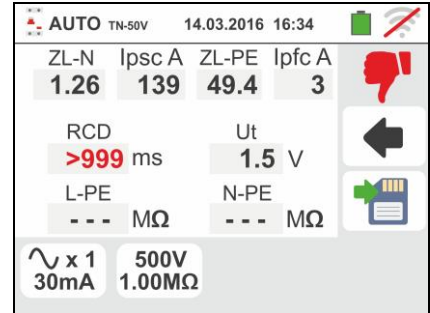 AUTO TN-50V 14.03.2016 16:34
ZL-N Ipsc A ZL-PE Ipfc A
1.26 139 49.4 3
RCD Ut
>999 ms 1.5 V
L-PE N-PE
- - - MΩ - - - MΩ
x 1 500V
30mA 1.00MΩ